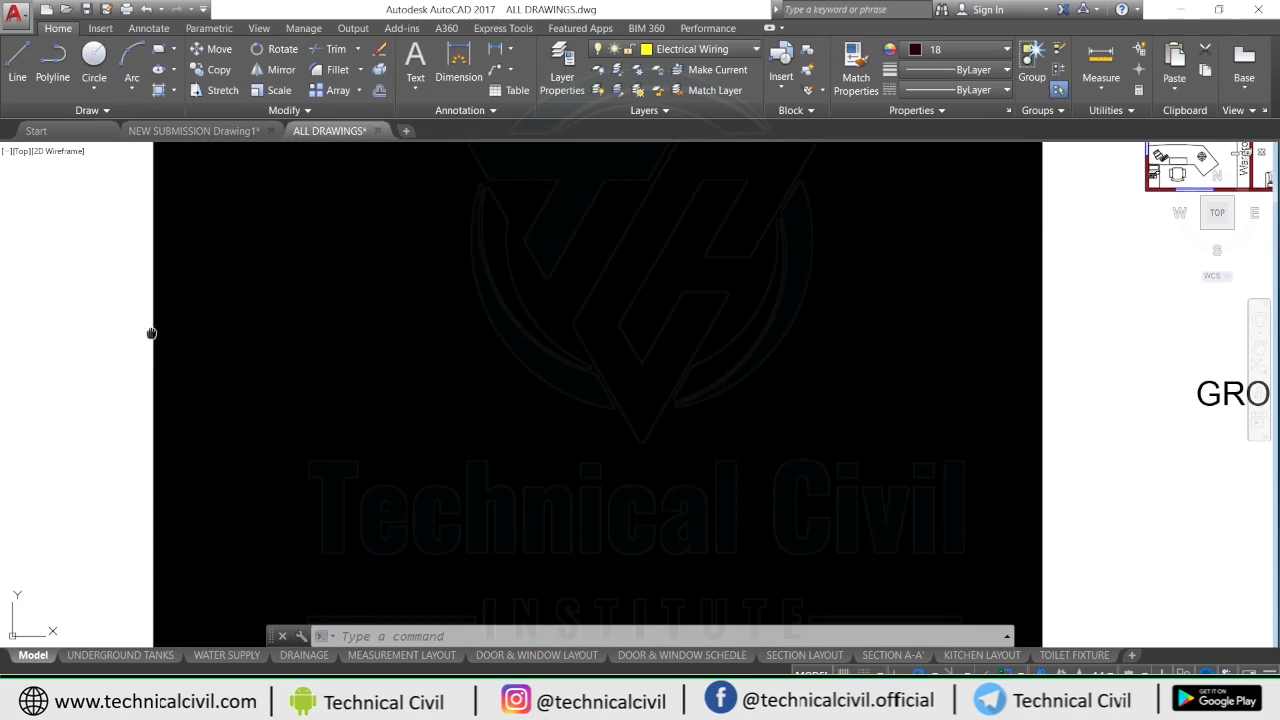 Autodesk AutoCAD 2017 ALL DRAWINGS.dwg
Type a keyword or phrase
Sign In
Home Insert Annotate Parametric View Manage Output Add-ins A360 Express Tools Featured Apps BIM 360 Performance
Line Polyline Circle Arc
Move Rotate Trim
Copy Mirror Fillet
Stretch Scale Array
Text Dimension Table
Layer Properties
Electrical Wiring
Make Current
Match Layer
Insert
Match Properties
18
ByLayer
ByLayer
Group Measure Paste Base
Draw Modify Annotation Layers Block Properties Groups Utilities Clipboard View
Start NEW SUBMISSION Drawing1* ALL DRAWINGS*
[−][Top][2D Wireframe]
N
W TOP E
S
WCS
GRO
Technical Civil
INSTITUTE
Y
X
Type a command
Model UNDERGROUND TANKS WATER SUPPLY DRAINAGE MEASUREMENT LAYOUT DOOR & WINDOW LAYOUT DOOR & WINDOW SCHEDLE SECTION LAYOUT SECTION A-A' KITCHEN LAYOUT TOILET FIXTURE
MODEL
www.technicalcivil.com Technical Civil @technicalcivil @technicalcivil.official Technical Civil GET IT ON Google Play